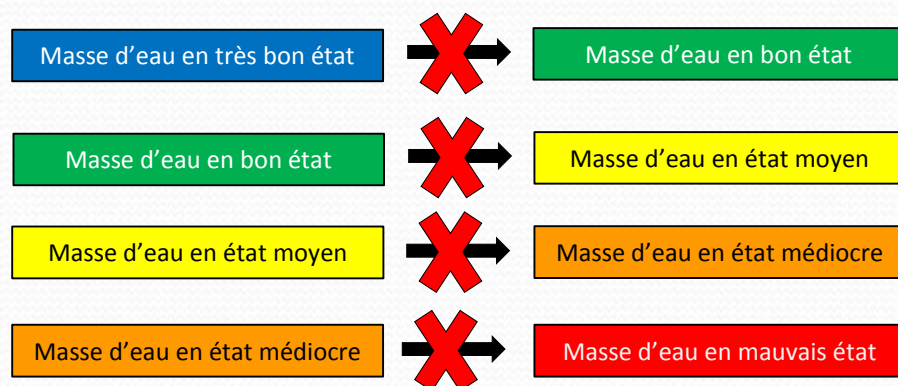 Masse d’eau en très bon état
Masse d’eau en bon état
Masse d’eau en bon état
Masse d’eau en état moyen
Masse d’eau en état moyen
Masse d’eau en état médiocre
Masse d’eau en état médiocre
Masse d’eau en mauvais état